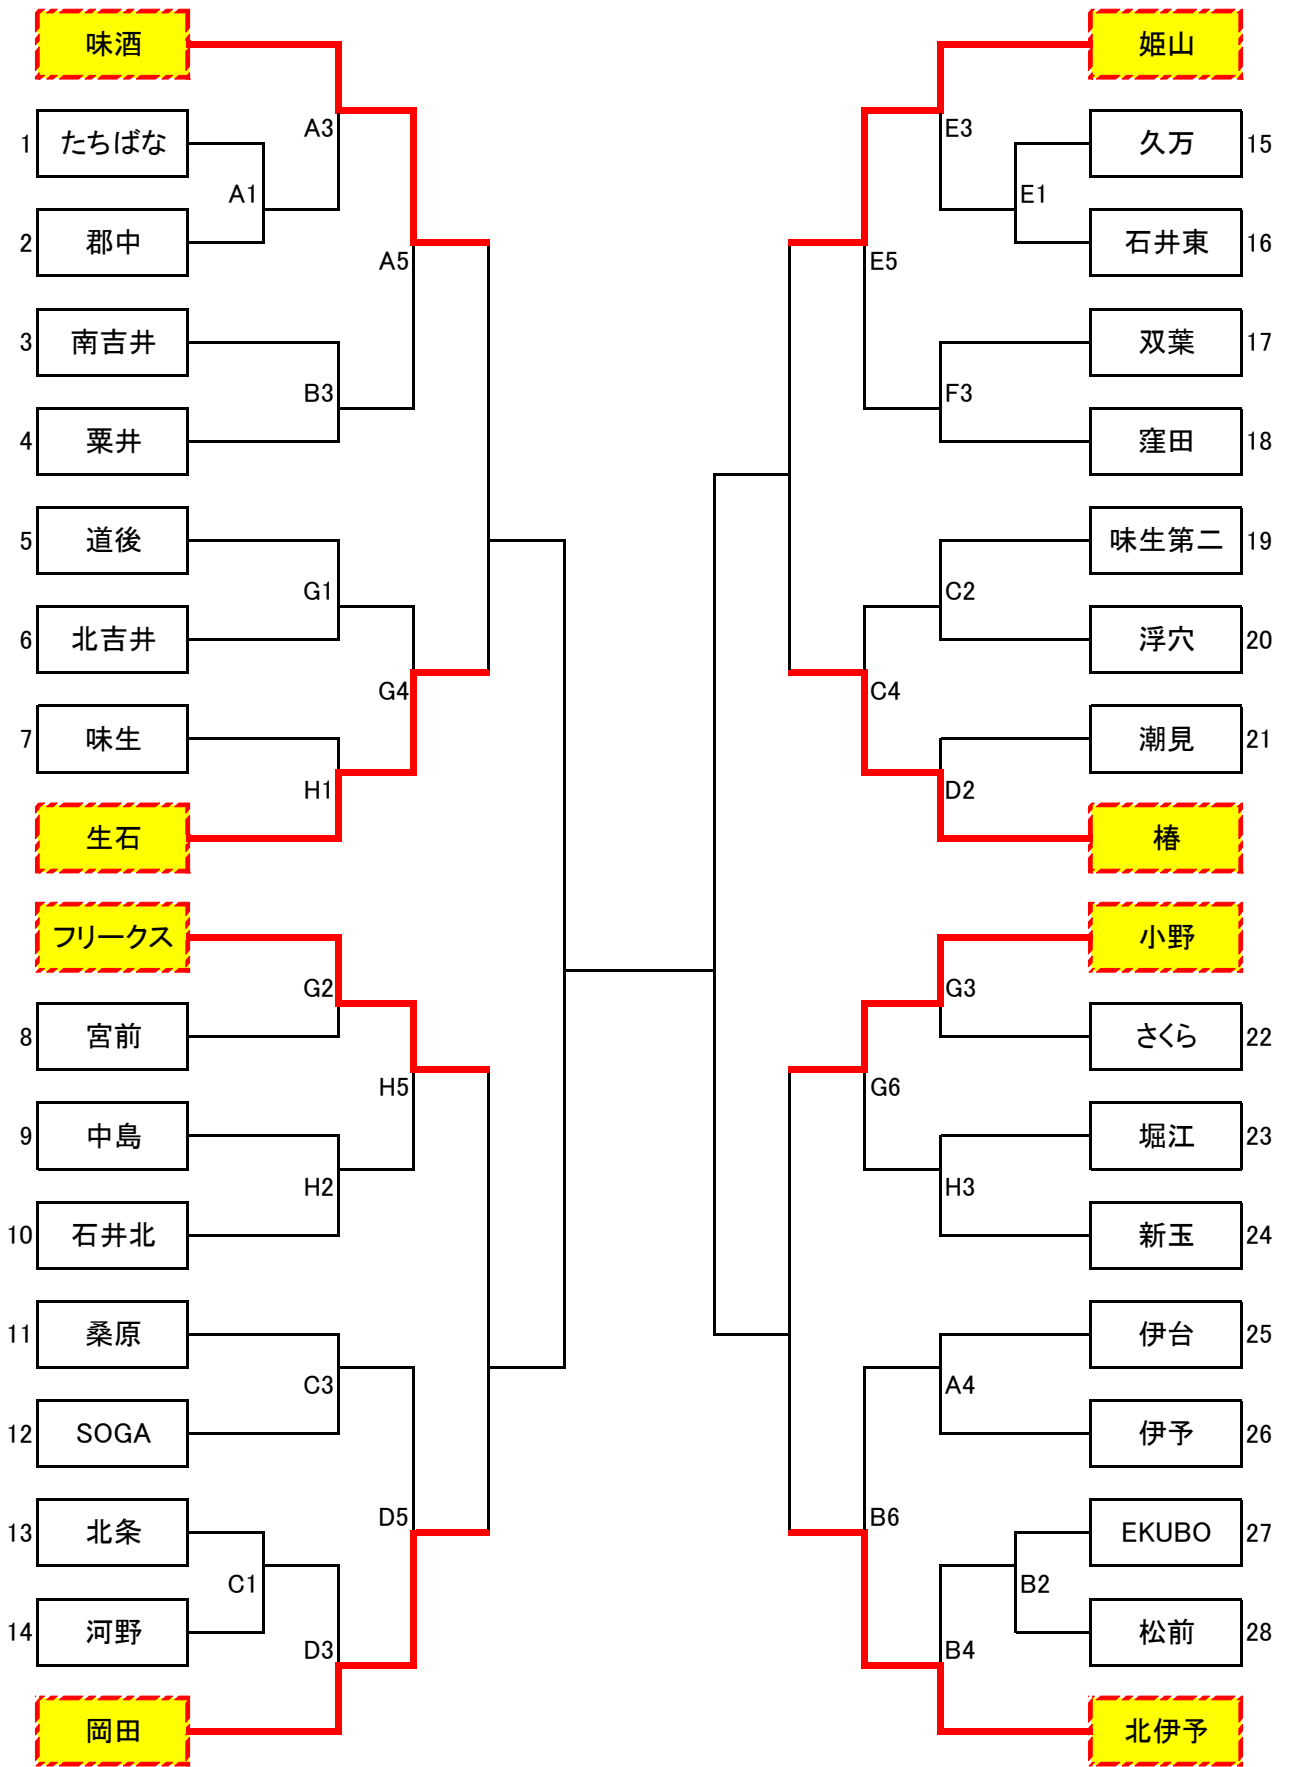 味酒
A3
1 たちばな
A1
2 郡中
A5
3 南吉井
B3
4 粟井
5 道後
G1
6 北吉井
G4
7 味生
H1
生石
フリークス
G2
8 宮前
H5
9 中島
H2
10 石井北
11 桑原
C3
12 SOGA
D5
13 北条
C1
14 河野
D3
岡田
姫山
E3
久万 15
E1
石井東 16
E5
双葉 17
F3
窪田 18
味生第二 19
C2
浮穴 20
C4
潮見 21
D2
椿
小野
G3
さくら 22
G6
堀江 23
H3
新玉 24
伊台 25
A4
伊予 26
B6
EKUBO 27
B2
松前 28
B4
北伊予